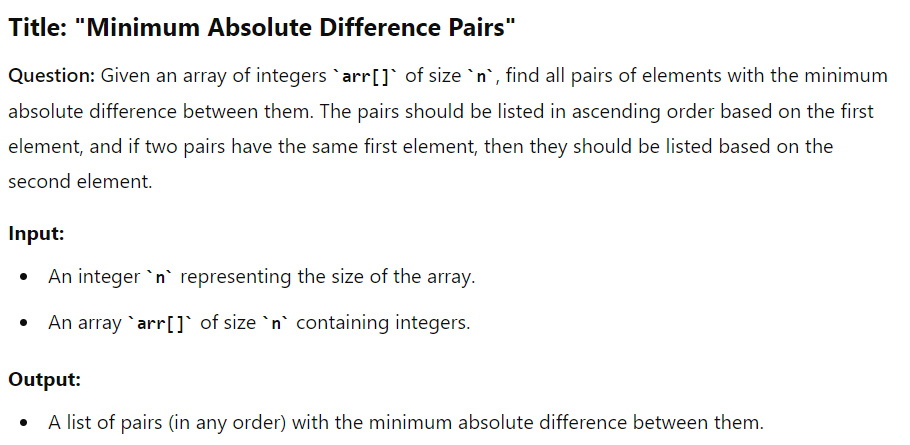 Title: "Minimum Absolute Difference Pairs"
Question: Given an array of integers `arr[]` of size `n`, find all pairs of elements with the minimum
absolute difference between them. The pairs should be listed in ascending order based on the first
element, and if two pairs have the same first element, then they should be listed based on the
second element.
Input:
• An integer `n` representing the size of the array.
• An array `arr[]` of size `n` containing integers.
Output:
• A list of pairs (in any order) with the minimum absolute difference between them.